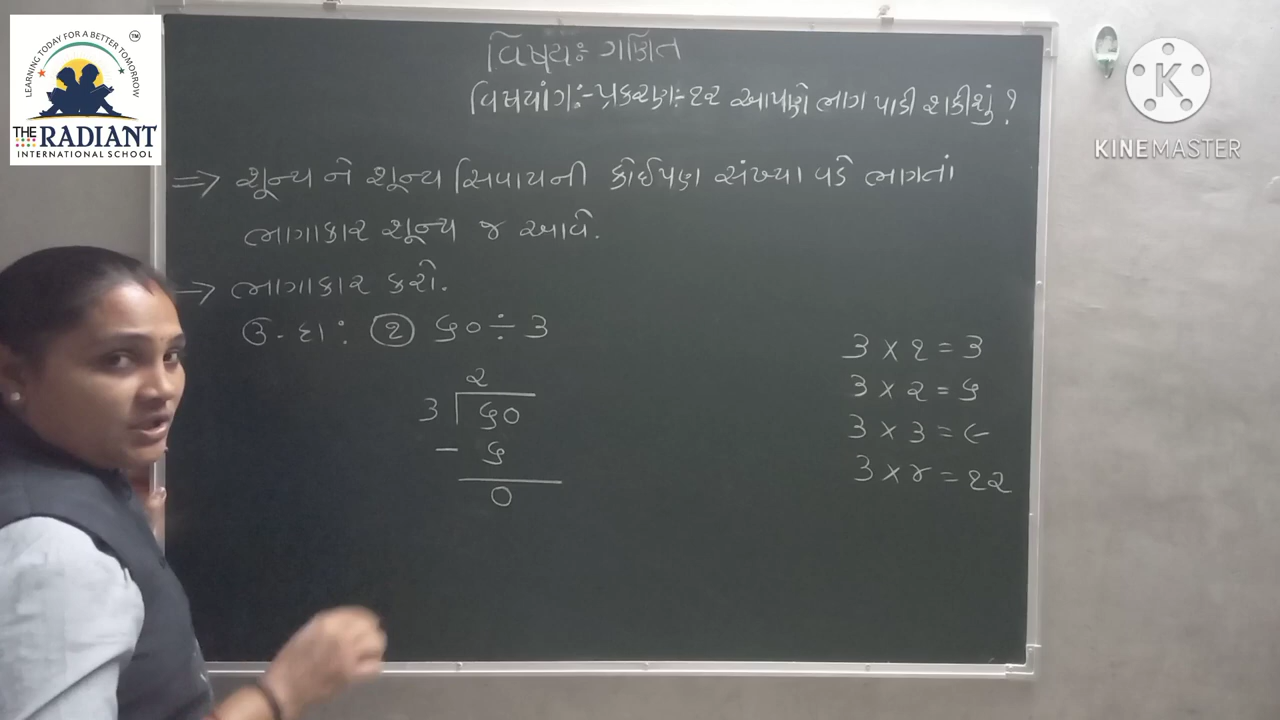 LEARNING TODAY FOR A BETTER TOMORROW
TM
THE RADIANT
INTERNATIONAL SCHOOL
K
KINEMASTER
વિષયઃ ગણિત
વિષયાંગઃ- પ્રકરણઃ- ૧૨ આપણે ભાગ પાડી શકીશું ?
=> શૂન્ય ને શૂન્ય સિવાયની કોઈપણ સંખ્યા વડે ભાગતાં
ભાગાકાર શૂન્ય જ આવે.
=> ભાગાકાર કરો.
ઉ.દા : ૧ ૬૦ ÷ ૩
૨
૩ ૬૦
- ૬
૦
૩ × ૧ = ૩
૩ × ૨ = ૬
૩ × ૩ = ૯
૩ × ૪ = ૧૨